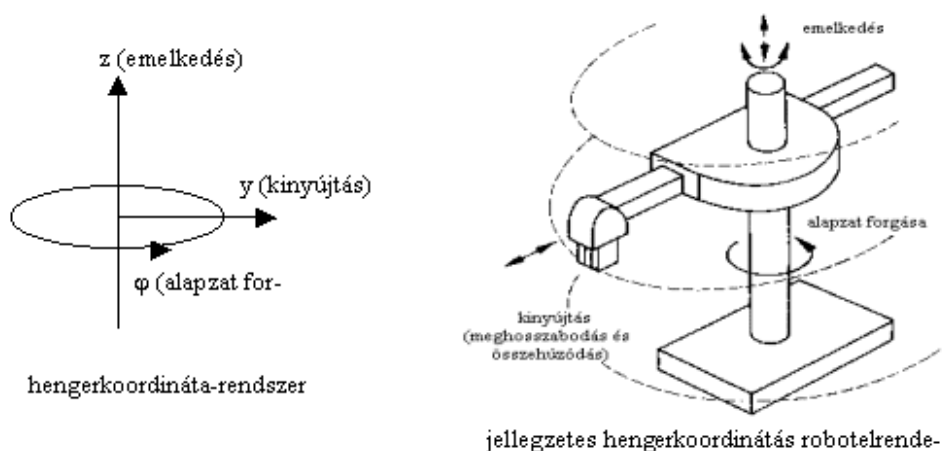 z (emelkedés)
y (kinyújtás)
φ (alapzat for-
hengerkoordináta-rendszer
emelkedés
alapzat forgása
kinyújtás
(meghosszabodás és
összehúzódás)
jellegzetes hengerkoordinátás robotelrende-